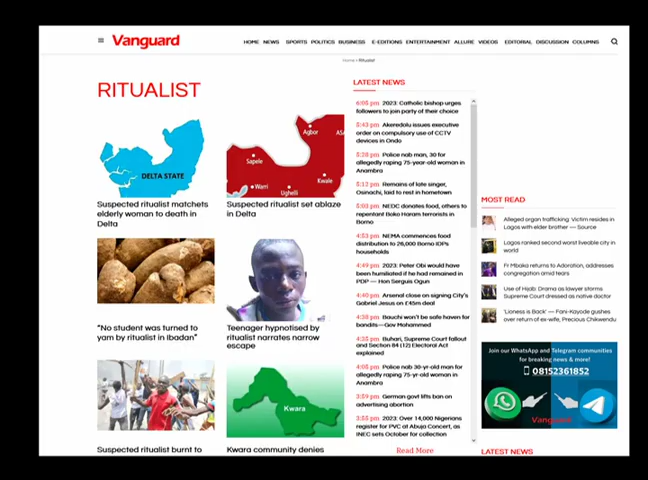 Vanguard
HOME NEWS SPORTS POLITICS BUSINESS E-EDITIONS ENTERTAINMENT ALLURE VIDEOS EDITORIAL DISCUSSION COLUMNS
Home » Ritualist
RITUALIST
DELTA STATE
Suspected ritualist matchets
elderly woman to death in
Delta
Agbor
Sapele
Kwale
Warri
Ughelli
Suspected ritualist set ablaze
in Delta
"No student was turned to
yam by ritualist in Ibadan"
Teenager hypnotised by
ritualist narrates narrow
escape
Suspected ritualist burnt to
Kwara
Kwara community denies
LATEST NEWS
6:05 pm 2023: Catholic bishop urges
followers to join party of their choice
5:43 pm Akeredolu issues executive
order on compulsory use of CCTV
devices in Ondo
5:28 pm Police nab man, 30 for
allegedly raping 75-year-old woman in
Anambra
5:12 pm Remains of late singer,
Osinachi, laid to rest in hometown
5:03 pm NEDC donates food, others to
repentant Boko Haram terrorists in
Borno
4:53 pm NEMA commences food
distribution to 26,000 Borno IDPs
households
4:49 pm 2023: Peter Obi would have
been humiliated if he had remained in
PDP — Hon Serguis Ogun
4:40 pm Arsenal close on signing City's
Gabriel Jesus on £45m deal
4:38 pm Bauchi won't be safe haven for
bandits—Gov Mohammed
4:35 pm Buhari, Supreme Court fallout
and Section 84 (12) Electoral Act
explained
4:05 pm Police nab 30-yr-old man for
allegedly raping 75-yr-old woman in
Anambra
3:59 pm German govt lifts ban on
advertising abortion
3:55 pm 2023: Over 14,000 Nigerians
register for PVC at Abuja Concert, as
INEC sets October for collection
Read More
MOST READ
Alleged organ trafficking: Victim resides in
Lagos with elder brother — Source
Lagos ranked second worst liveable city in
world
Fr Mbaka returns to Adoration, addresses
congregation amid tears
Use of Hijab: Drama as lawyer storms
Supreme Court dressed as native doctor
'Lioness is Back' — Fani-Kayode gushes
over return of ex-wife, Precious Chikwendu
Join our WhatsApp and Telegram communities
for breaking news & more!
08152361852
Vanguard
LATEST NEWS